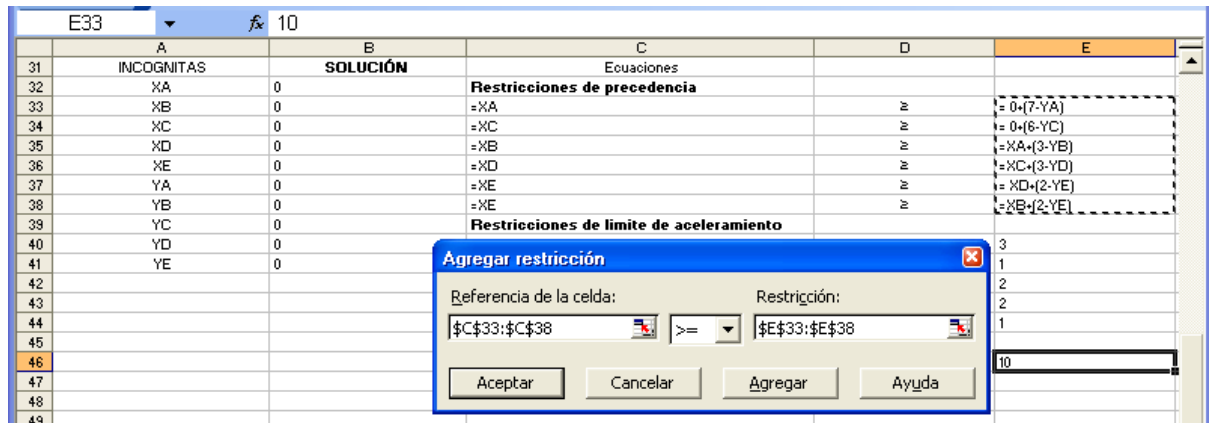 E33 fx 10
A B C D E
31 INCOGNITAS SOLUCIÓN Ecuaciones
32 XA 0 Restricciones de precedencia
33 XB 0 =XA ≥ = 0+(7-YA)
34 XC 0 =XC ≥ = 0+(6-YC)
35 XD 0 =XB ≥ =XA+(3-YB)
36 XE 0 =XD ≥ =XC+(3-YD)
37 YA 0 =XE ≥ = XD+(2-YE)
38 YB 0 =XE ≥ =XB+(2-YE)
39 YC 0 Restricciones de limite de aceleramiento
40 YD 0 3
41 YE 0 1
42 2
43 2
44 1
45
46 10
47
48
49
Agregar restricción
Referencia de la celda: Restricción:
$C$33:$C$38 >= $E$33:$E$38
Aceptar Cancelar Agregar Ayuda